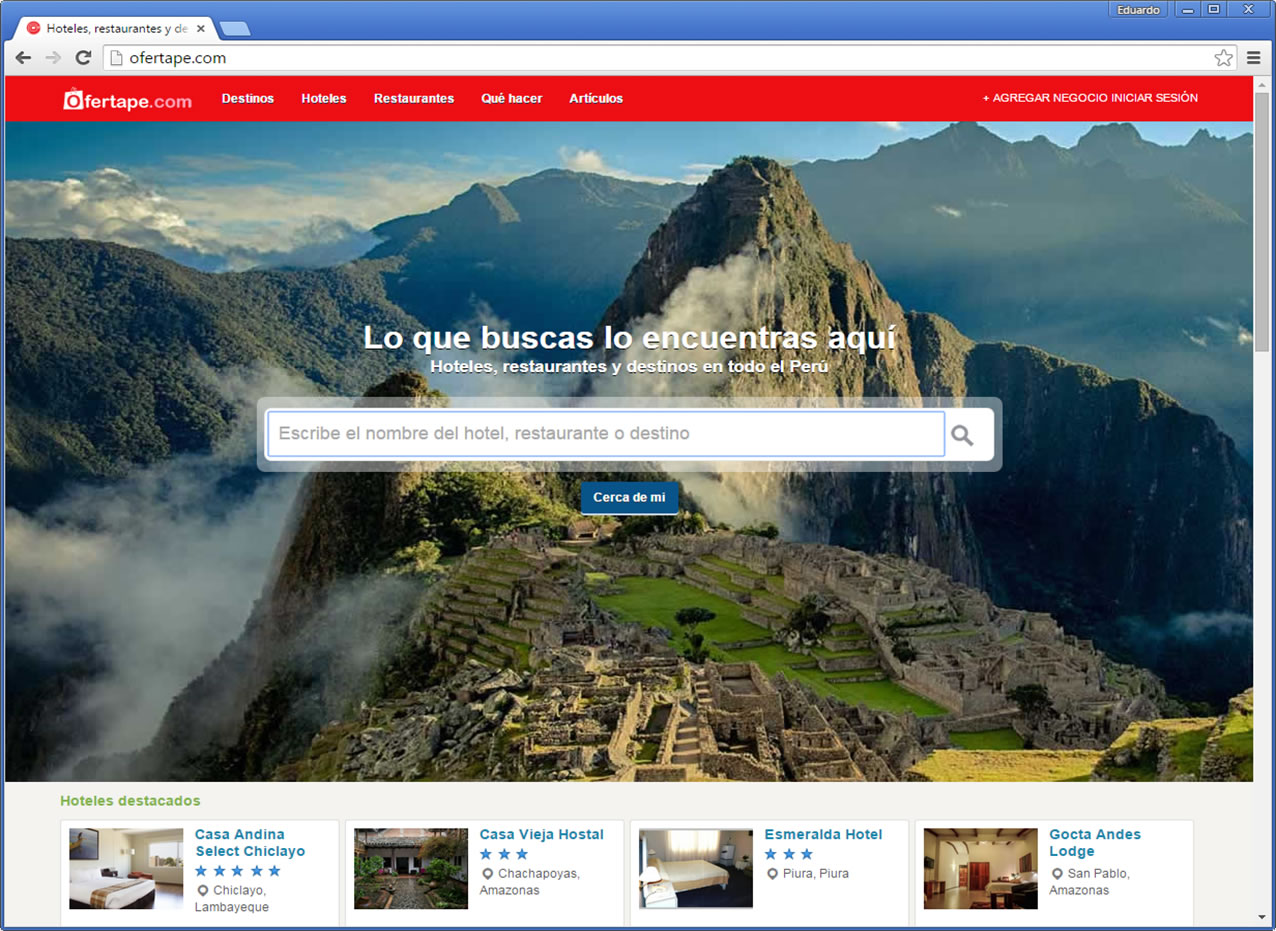 Eduardo
Hoteles, restaurantes y de
ofertape.com
Ofertape.com
Destinos Hoteles Restaurantes Qué hacer Artículos
+ AGREGAR NEGOCIO INICIAR SESIÓN
Lo que buscas lo encuentras aquí
Hoteles, restaurantes y destinos en todo el Perú
Escribe el nombre del hotel, restaurante o destino
Cerca de mi
Hoteles destacados
Casa Andina
Select Chiclayo
Chiclayo,
Lambayeque
Casa Vieja Hostal
Chachapoyas,
Amazonas
Esmeralda Hotel
Piura, Piura
Gocta Andes
Lodge
San Pablo,
Amazonas